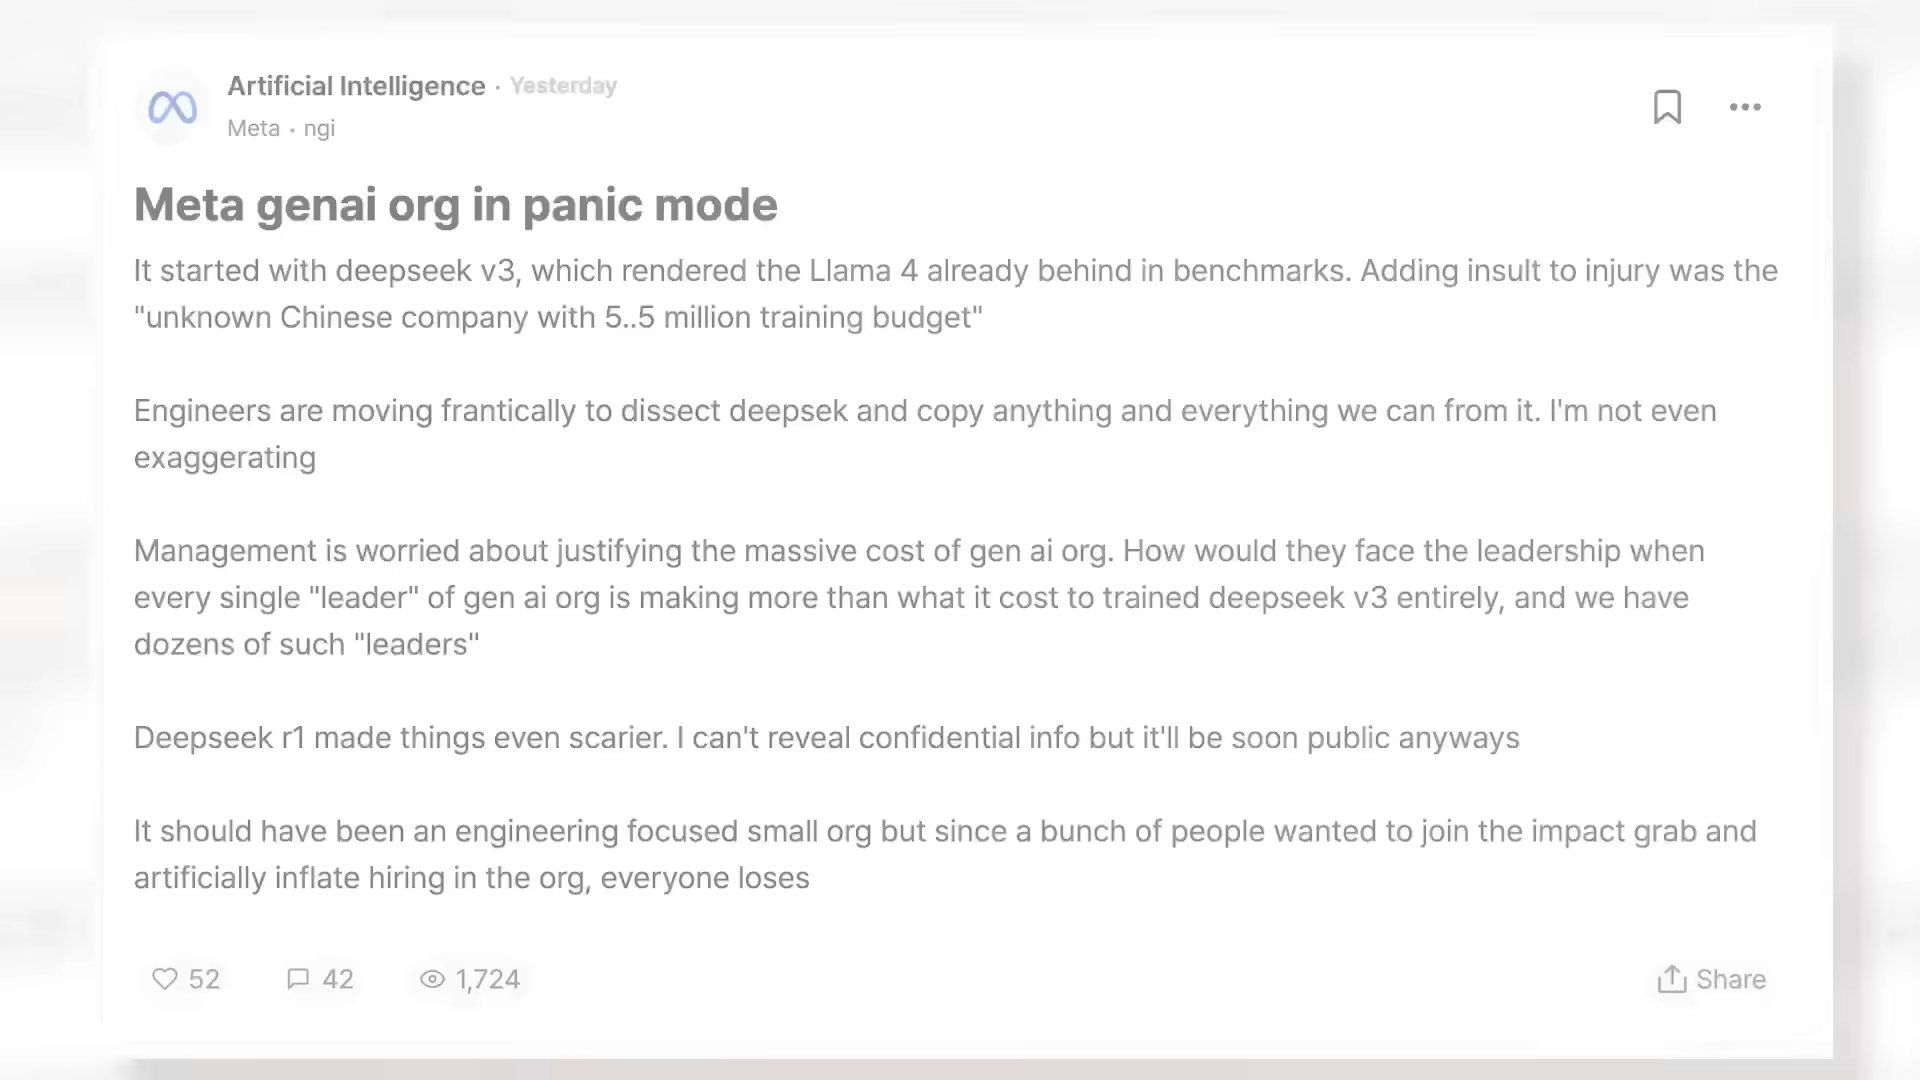 Artificial Intelligence · Yesterday
Meta · ngi
Meta genai org in panic mode
It started with deepseek v3, which rendered the Llama 4 already behind in benchmarks. Adding insult to injury was the
"unknown Chinese company with 5..5 million training budget"
Engineers are moving frantically to dissect deepsek and copy anything and everything we can from it. I'm not even
exaggerating
Management is worried about justifying the massive cost of gen ai org. How would they face the leadership when
every single "leader" of gen ai org is making more than what it cost to trained deepseek v3 entirely, and we have
dozens of such "leaders"
Deepseek r1 made things even scarier. I can't reveal confidential info but it'll be soon public anyways
It should have been an engineering focused small org but since a bunch of people wanted to join the impact grab and
artificially inflate hiring in the org, everyone loses
52 42 1,724 Share